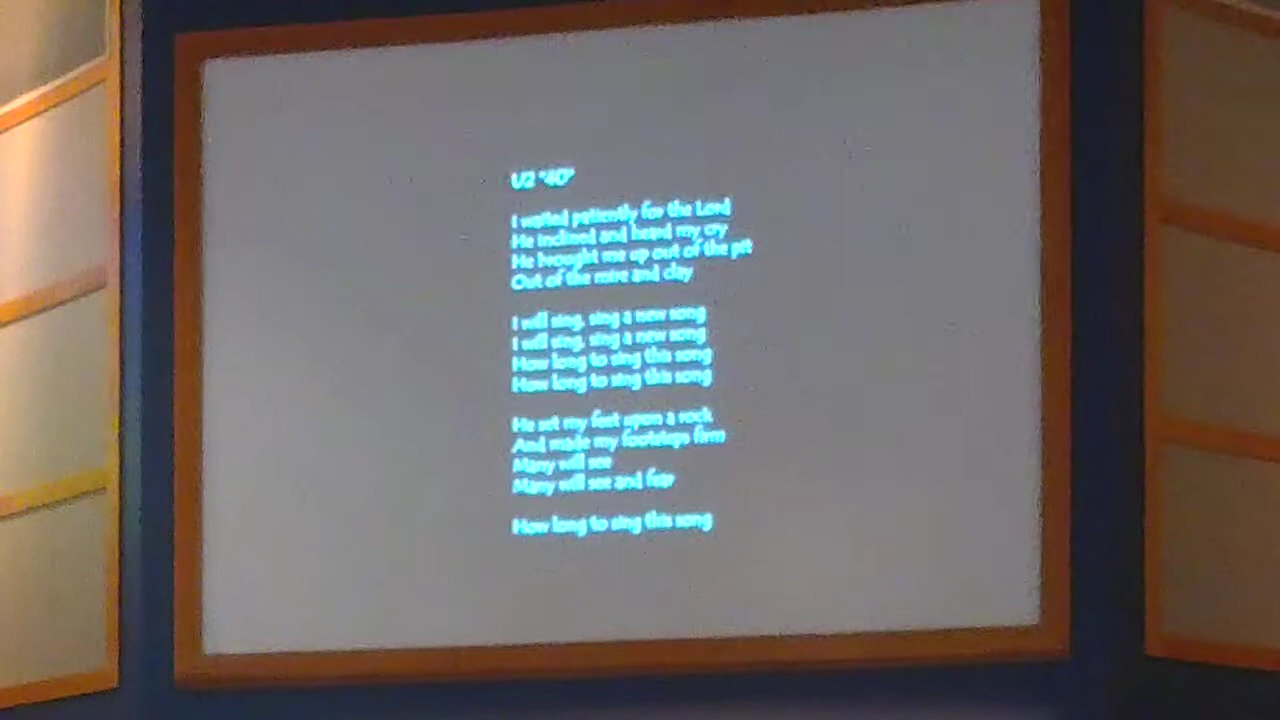 U2 "40"
I waited patiently for the Lord
He inclined and heard my cry
He brought me up out of the pit
Out of the mire and clay
I will sing, sing a new song
I will sing, sing a new song
How long to sing this song
How long to sing this song
He set my feet upon a rock
And made my footsteps firm
Many will see
Many will see and fear
How long to sing this song